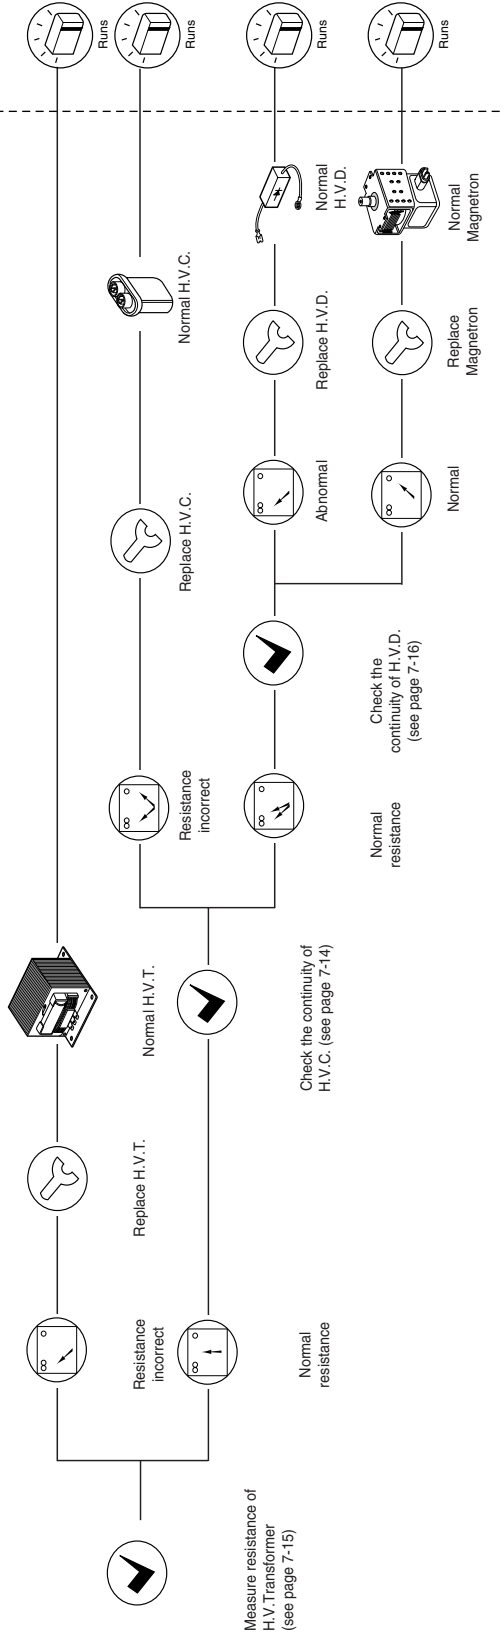 Measure resistance of
H.V.Transformer
(see page 7-15)
Resistance
incorrect
Replace H.V.T.
Normal H.V.T.
Runs
Normal
resistance
Check the continuity of
H.V.C. (see page 7-14)
Resistance
incorrect
Replace H.V.C.
Normal H.V.C.
Runs
Normal
resistance
Check the
continuity of H.V.D.
(see page 7-16)
Abnormal
Replace H.V.D.
Normal
H.V.D.
Runs
Normal
Replace
Magnetron
Normal
Magnetron
Runs